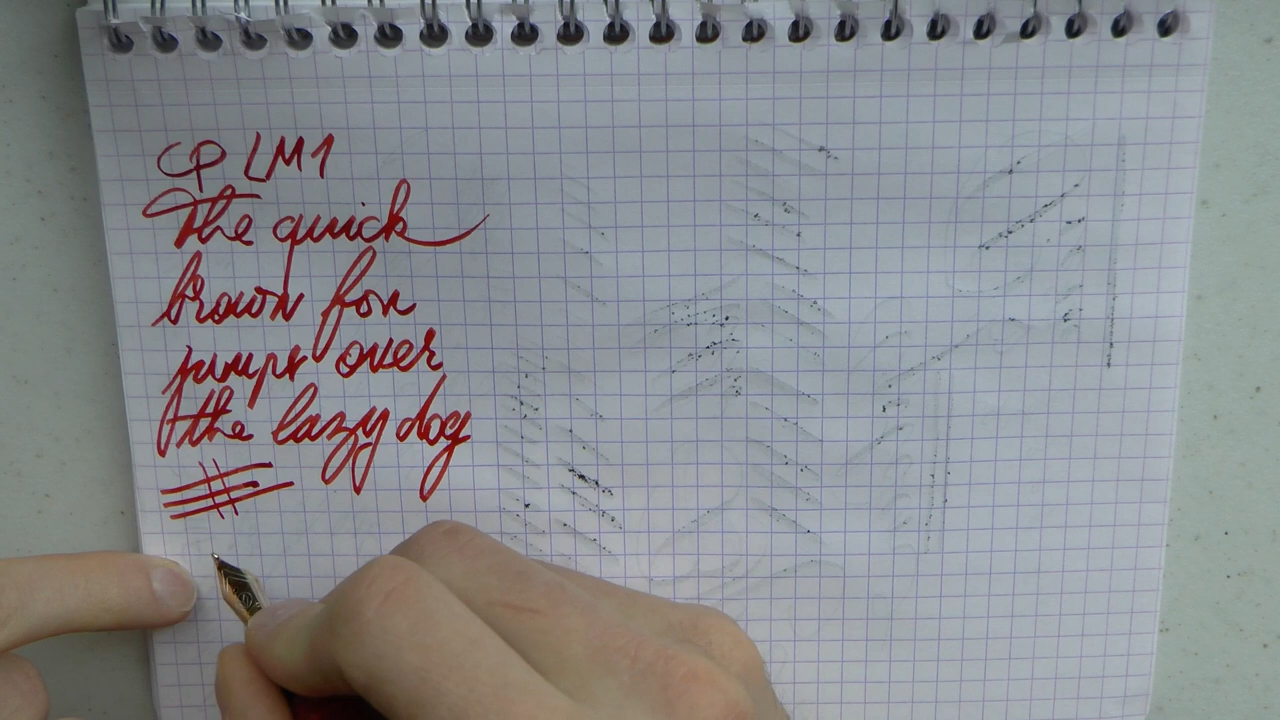 CP LM1
The quick
brown fox
jumps over
the lazy dog